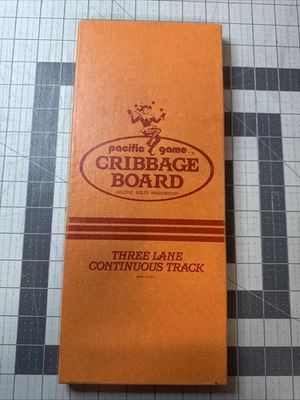 pacific game
CRIBBAGE
BOARD
DELUXE SOLID HARDWOOD
THREE LANE
CONTINUOUS TRACK